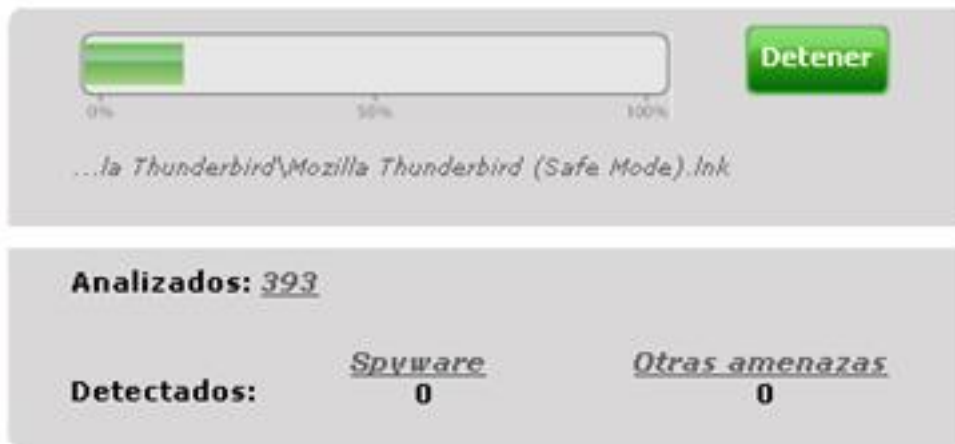 Detener
0% 50% 100%
...la Thunderbird\Mozilla Thunderbird (Safe Mode).lnk
Analizados: 393
Spyware Otras amenazas
Detectados: 0 0